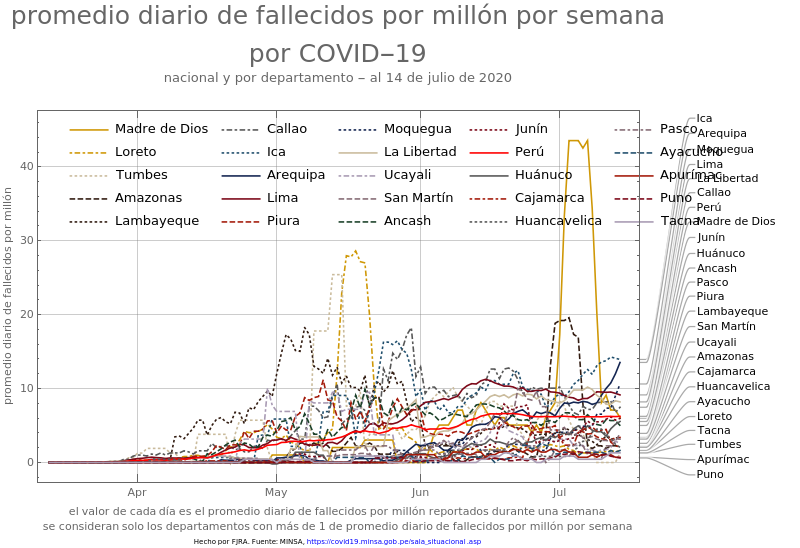 promedio diario de fallecidos por millón por semana
por COVID–19
nacional y por departamento – al 14 de julio de 2020
Madre de Dios Callao Moquegua Junín Pasco
Loreto Ica La Libertad Perú Ayacucho
Tumbes Arequipa Ucayali Huánuco Apurímac
Amazonas Lima San Martín Cajamarca Puno
Lambayeque Piura Ancash Huancavelica Tacna
promedio diario de fallecidos por millón
40
30
20
10
0
Apr May Jun Jul
Ica
Arequipa
Moquegua
Lima
La Libertad
Callao
Perú
Madre de Dios
Junín
Huánuco
Ancash
Pasco
Piura
Lambayeque
San Martín
Ucayali
Amazonas
Cajamarca
Huancavelica
Ayacucho
Loreto
Tacna
Tumbes
Apurímac
Puno
el valor de cada día es el promedio diario de fallecidos por millón reportados durante una semana
se consideran solo los departamentos con más de 1 de promedio diario de fallecidos por millón por semana
Hecho por FJRA. Fuente: MINSA, https://covid19.minsa.gob.pe/sala_situacional.asp